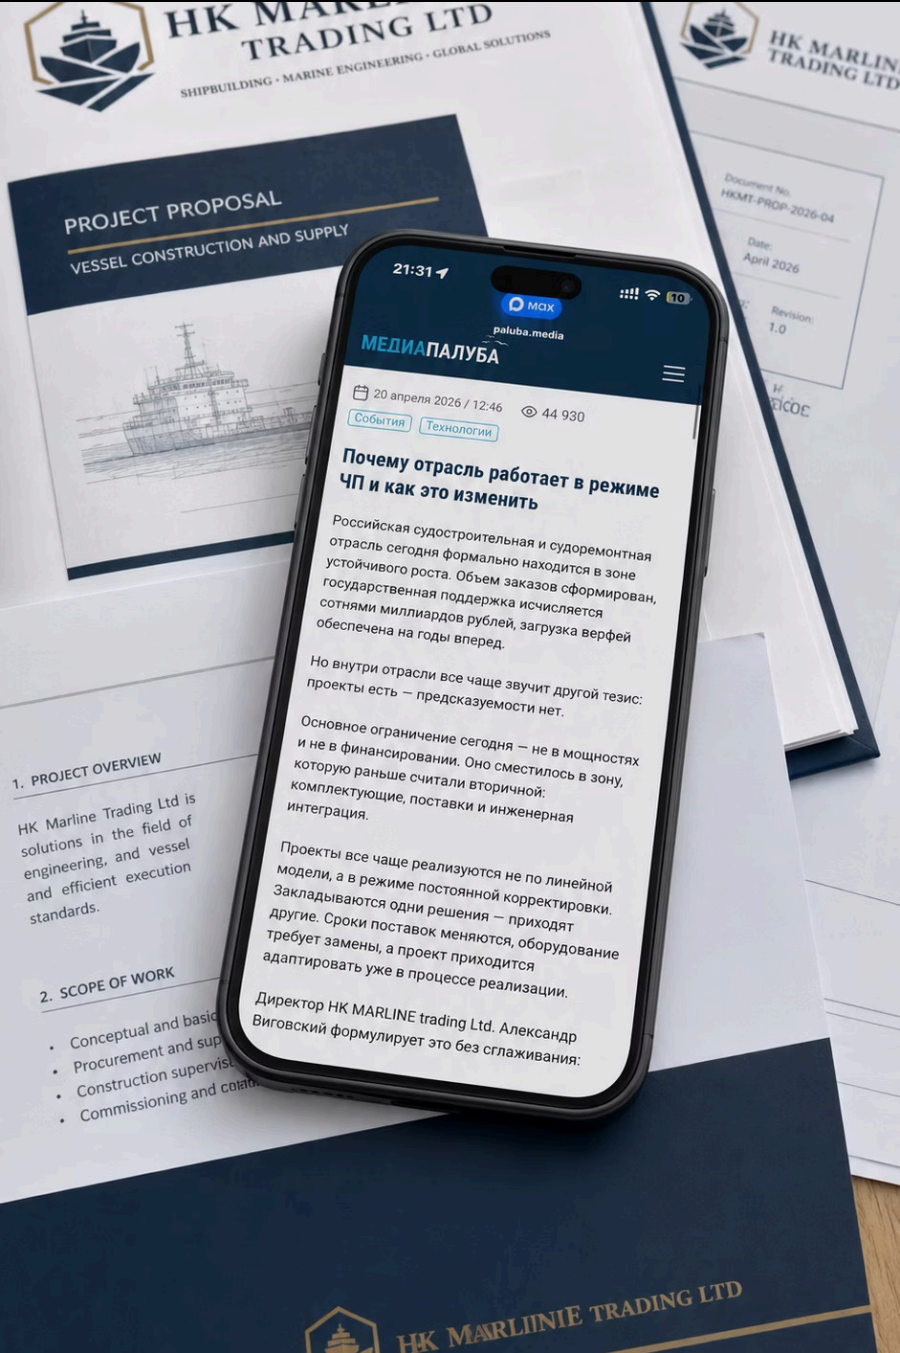 HK MARLINE
TRADING LTD
SHIPBUILDING • MARINE ENGINEERING • GLOBAL SOLUTIONS
PROJECT PROPOSAL
VESSEL CONSTRUCTION AND SUPPLY
HK MARLIN
TRADING LTD
Document No.
HKMT-PROP-2026-04
Date:
April 2026
Revision:
1.0
21:31
10
max
paluba.media
МЕДИАПАЛУБА
20 апреля 2026 / 12:46 44 930
События Технологии
Почему отрасль работает в режиме
ЧП и как это изменить
Российская судостроительная и судоремонтная
отрасль сегодня формально находится в зоне
устойчивого роста. Объем заказов сформирован,
государственная поддержка исчисляется
сотнями миллиардов рублей, загрузка верфей
обеспечена на годы вперед.
Но внутри отрасли все чаще звучит другой тезис:
проекты есть — предсказуемости нет.
Основное ограничение сегодня — не в мощностях
и не в финансировании. Оно сместилось в зону,
которую раньше считали вторичной:
комплектующие, поставки и инженерная
интеграция.
Проекты все чаще реализуются не по линейной
модели, а в режиме постоянной корректировки.
Закладываются одни решения — приходят
другие. Сроки поставок меняются, оборудование
требует замены, а проект приходится
адаптировать уже в процессе реализации.
Директор HK MARLINE trading Ltd. Александр
Виговский формулирует это без сглаживания:
1. PROJECT OVERVIEW
HK Marline Trading Ltd is
solutions in the field of
engineering, and vessel
and efficient execution
standards.
2. SCOPE OF WORK
• Conceptual and basic
• Procurement and sup
• Construction supervis
• Commissioning and
HK MARLIINIE TRADING LTD